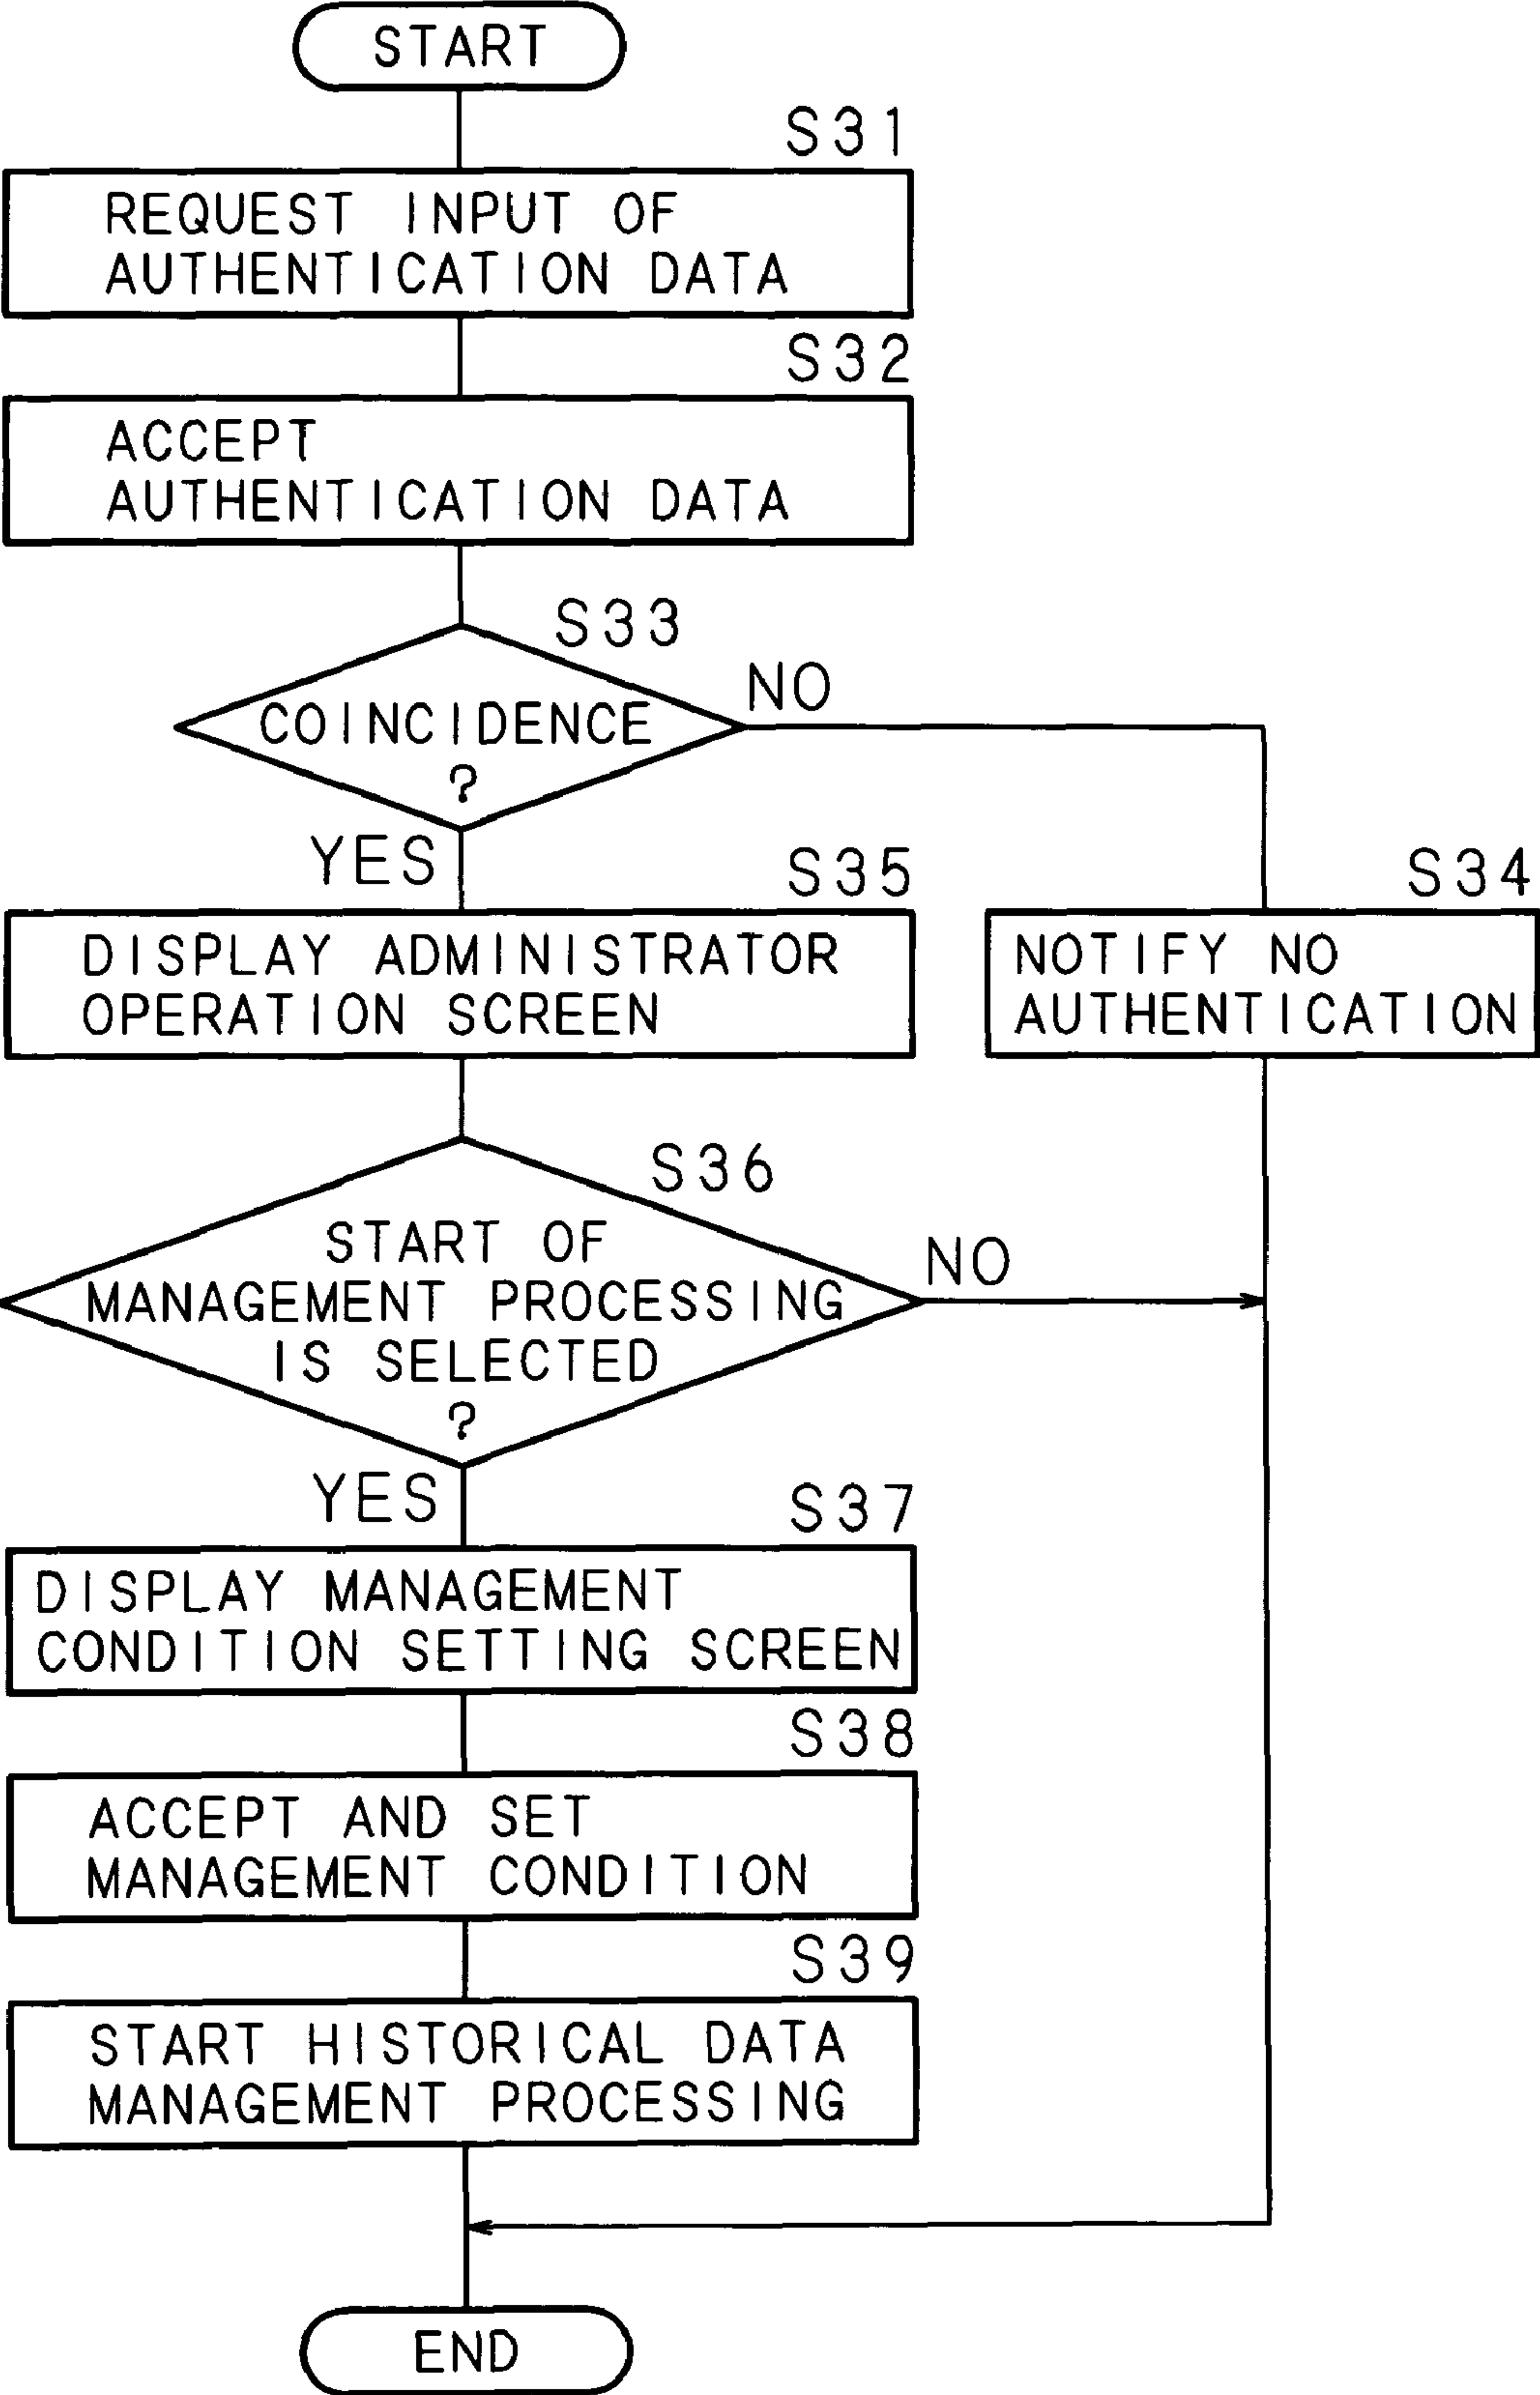 START
S31
REQUEST INPUT OF
AUTHENTICATION DATA
S32
ACCEPT
AUTHENTICATION DATA
S33
COINCIDENCE
?
NO
YES
S35
DISPLAY ADMINISTRATOR
OPERATION SCREEN
S34
NOTIFY NO
AUTHENTICATION
S36
START OF
MANAGEMENT PROCESSING
IS SELECTED
?
NO
YES
S37
DISPLAY MANAGEMENT
CONDITION SETTING SCREEN
S38
ACCEPT AND SET
MANAGEMENT CONDITION
S39
START HISTORICAL DATA
MANAGEMENT PROCESSING
END